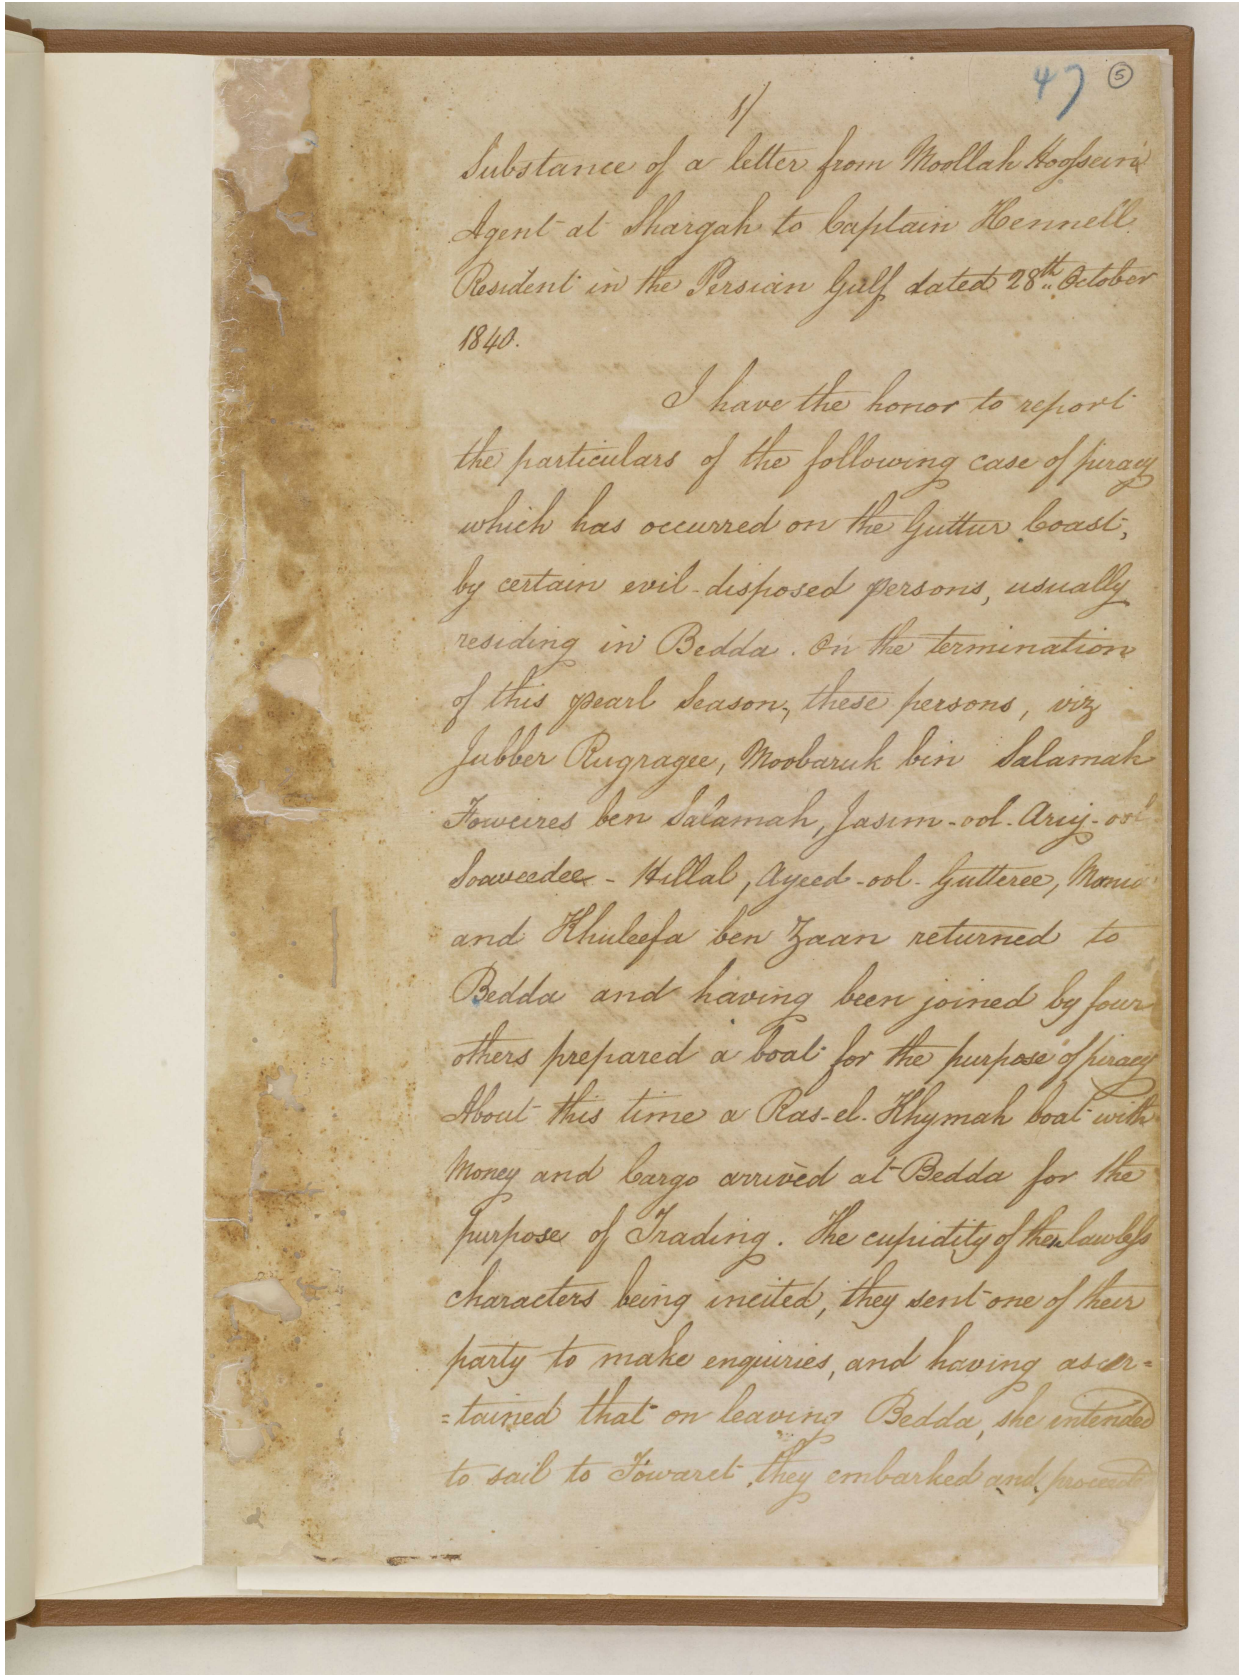 47 5
1/
Substance of a letter from Moollah Hoossein
Agent at Shargah to Captain Hennell
Resident in the Persian Gulf dated 28th October
1840.
I have the honor to report
the particulars of the following case of piracy
which has occurred on the Guttur Coast,
by certain evil-disposed persons, usually
residing in Bedda. On the termination
of this pearl season, these persons, viz
Jubber Rugragee, Moobaruk bin Salamah
Foweires ben Salamah, Jasim-ool-Arij-ool
Soaveedee - Hillal, Ayeed-ool-Gutteree,
and Khuleefa ben Zaan returned to
Bedda and having been joined by four
others prepared a boat for the purpose of piracy
About this time a Ras-el-Khymah boat with
Money and Cargo arrived at Bedda for the
purpose of Trading. The cupidity of these lawless
characters being incited, they sent one of their
party to make enquiries, and having ascer=
=tained that on leaving Bedda, she intended
to sail to Fowaret they embarked and